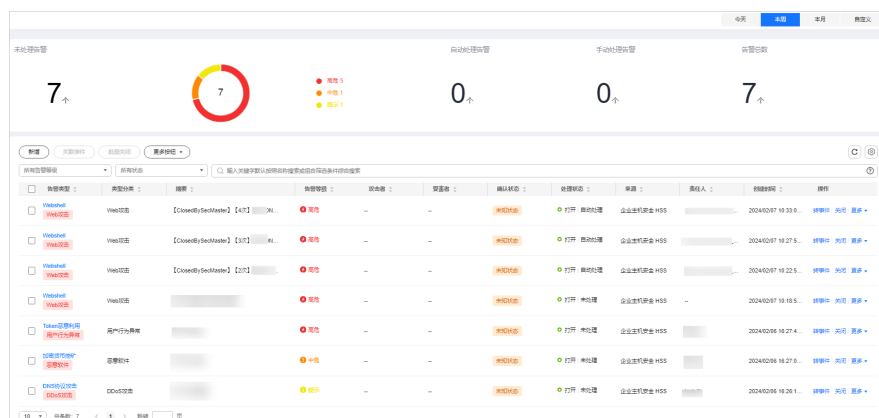 今天 本周 本月 自定义
未处理告警 自动处理告警 手动处理告警 告警总数
7个 7 高危 5 0个 0个 7个
中危 1
提示 1
新增 关联事件 批量关闭 更多按钮
所有告警等级 所有状态 输入关键字默认按照名称搜索或组合筛选条件综合搜索
告警类型 类型分类 摘要 告警等级 攻击者 受害者 确认状态 处理状态 来源 责任人 创建时间 操作
Webshell
Web攻击 Web攻击 【ClosedBySecMaster】【4次】 N... 高危 -- -- 未知状态 打开 · 自动处理 企业主机安全 HSS ... 2024/02/07 10:33:0... 转事件 关闭 更多
Webshell
Web攻击 Web攻击 【ClosedBySecMaster】【3次】 N... 高危 -- -- 未知状态 打开 · 自动处理 企业主机安全 HSS ... 2024/02/07 10:27:5... 转事件 关闭 更多
Webshell
Web攻击 Web攻击 【ClosedBySecMaster】【2次】 高危 -- -- 未知状态 打开 · 自动处理 企业主机安全 HSS ... 2024/02/07 10:22:5... 转事件 关闭 更多
Webshell
Web攻击 Web攻击 高危 -- -- 未知状态 打开 · 未处理 企业主机安全 HSS -- 2024/02/07 10:18:5... 转事件 关闭 更多
Token恶意利用
用户行为异常 用户行为异常 高危 -- -- 未知状态 打开 · 未处理 企业主机安全 HSS 2024/02/06 16:27:4... 转事件 关闭 更多
加密货币挖矿
恶意软件 恶意软件 中危 -- -- 未知状态 打开 · 未处理 企业主机安全 HSS 2024/02/06 16:27:0... 转事件 关闭 更多
DNS协议攻击
DDoS攻击 DDoS攻击 提示 -- -- 未知状态 打开 · 未处理 企业主机安全 HSS 2024/02/06 16:26:1... 转事件 关闭 更多
10 总条数: 7 1 跳转 页